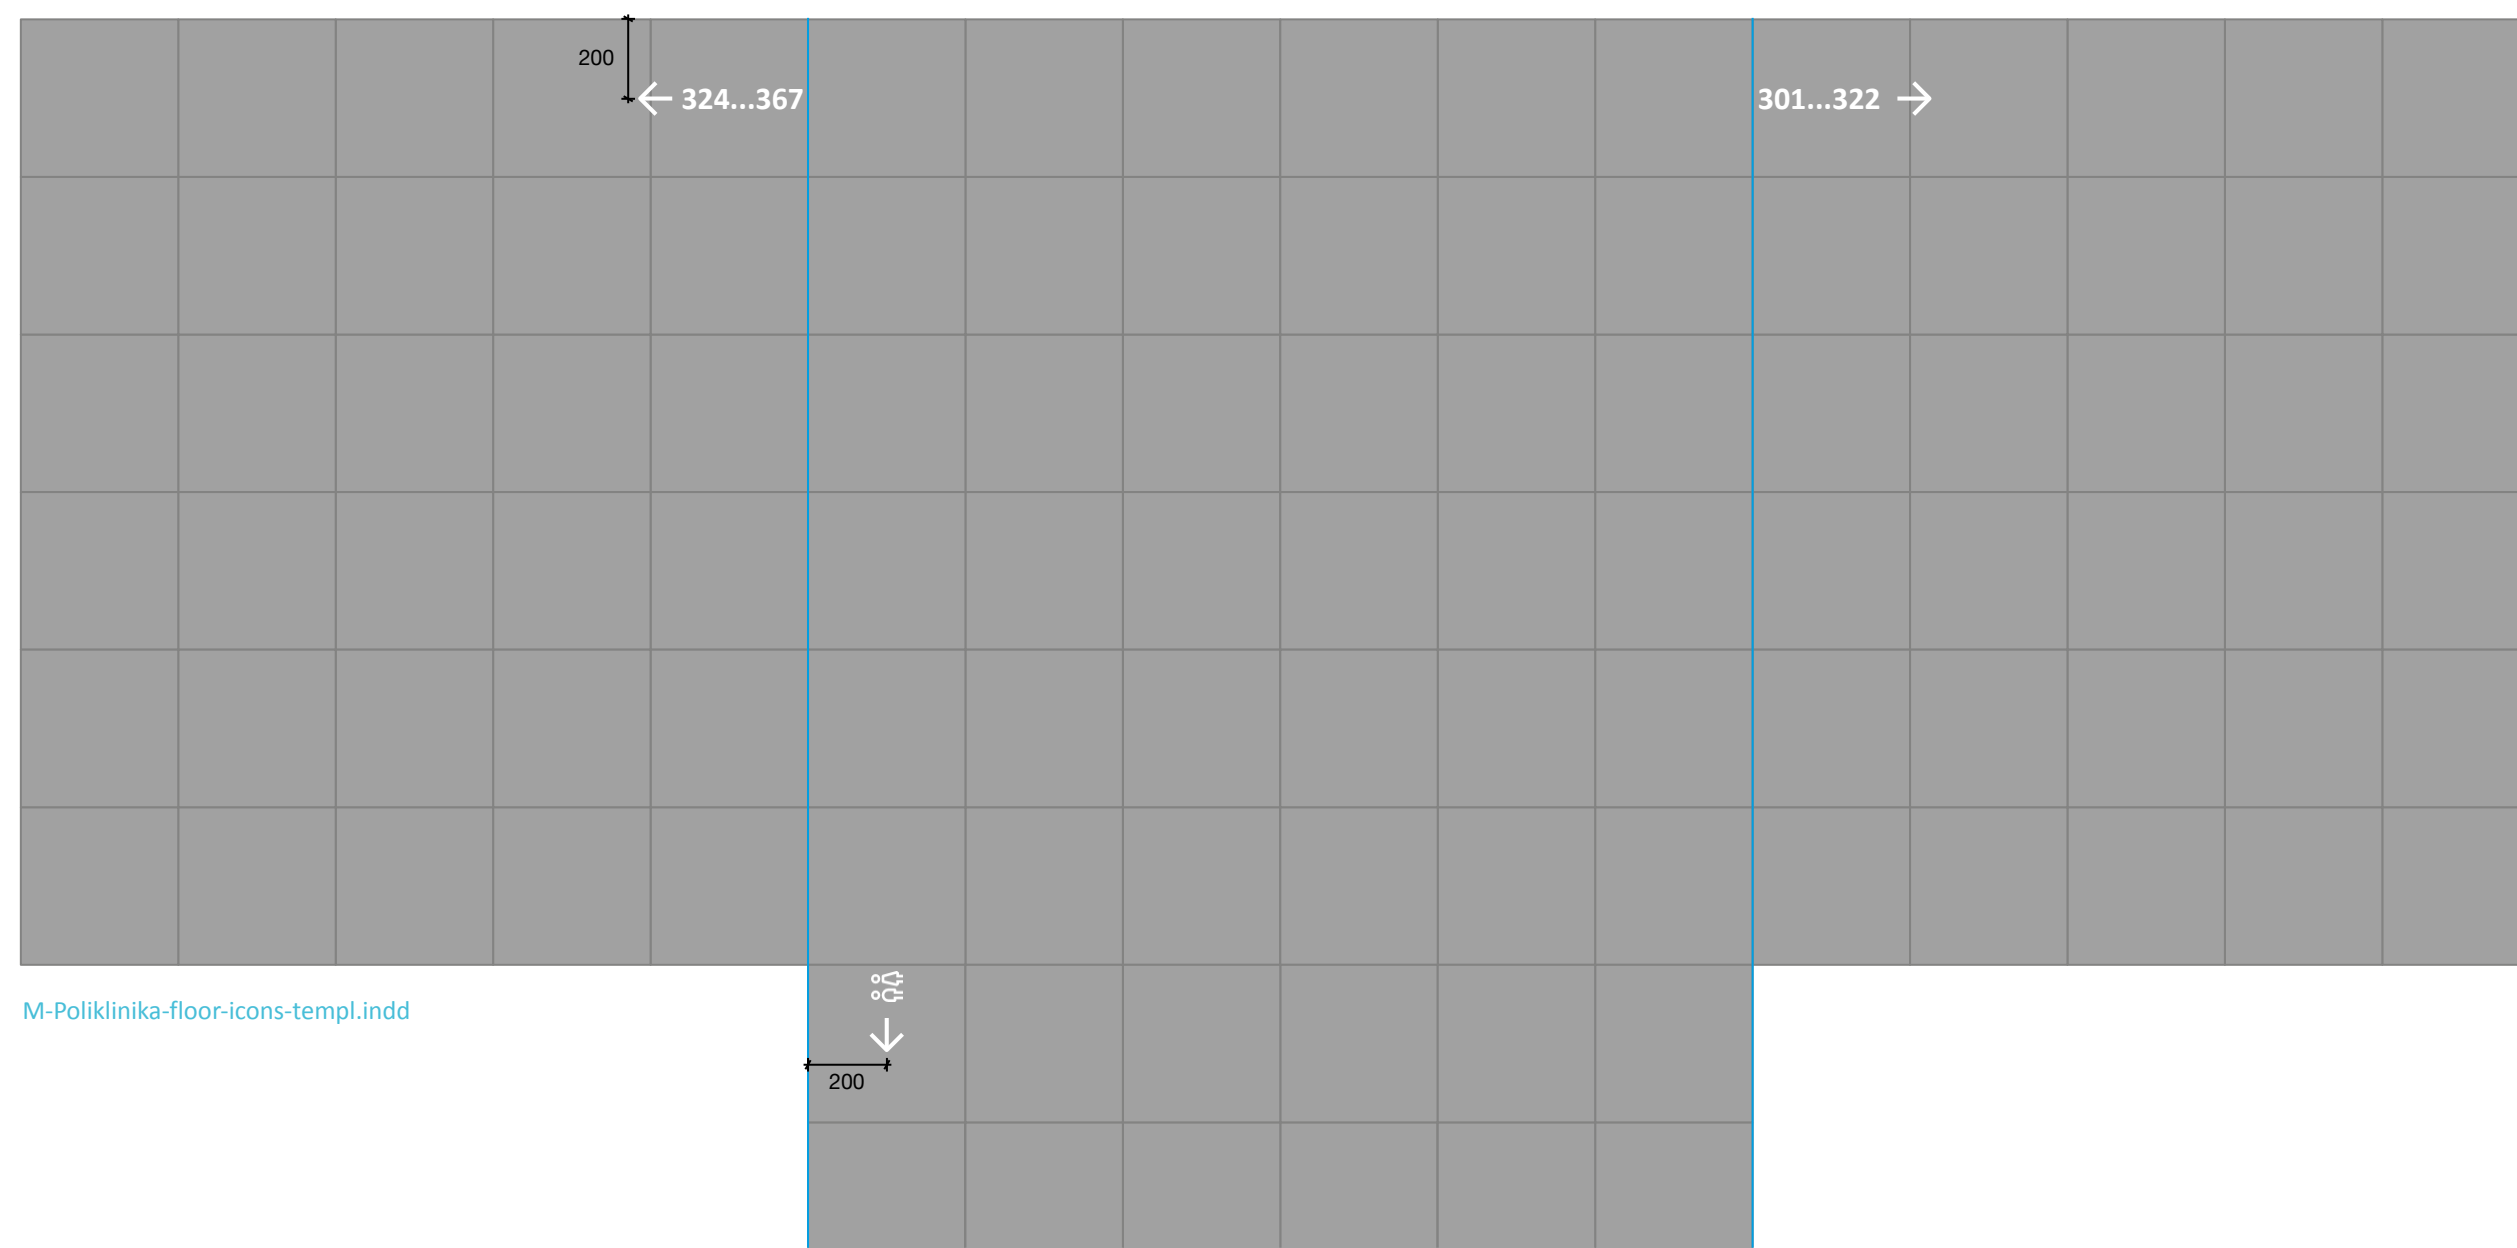 200
← 324...367
301...322 →
M-Poliklinika-floor-icons-templ.indd
200